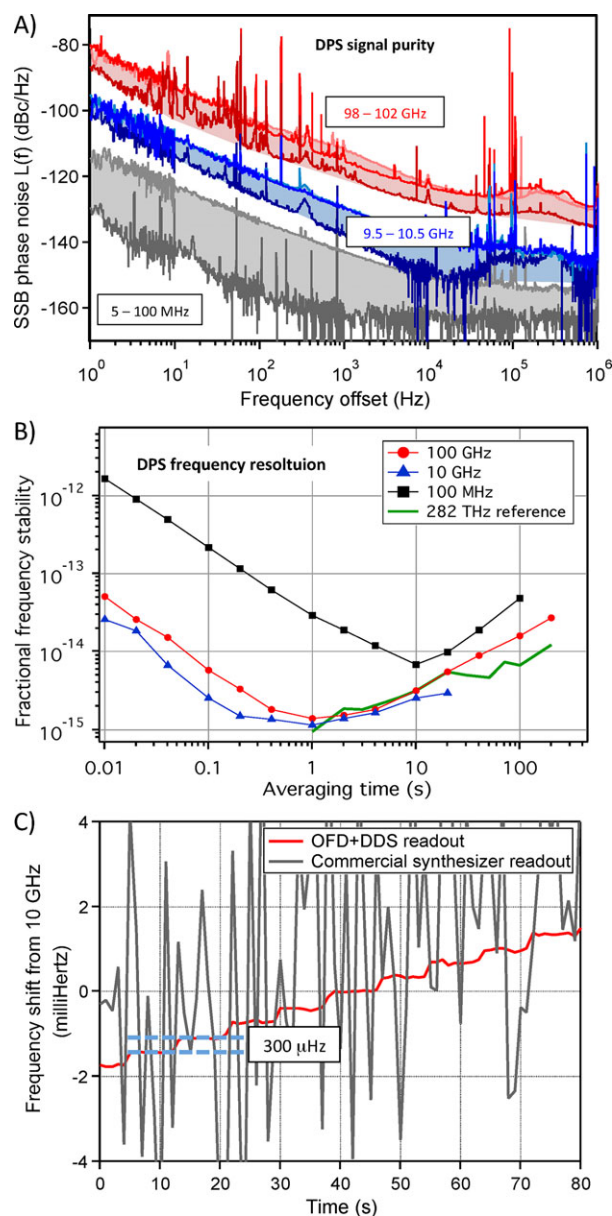 A)
DPS signal purity
SSB phase noise L(f) (dBc/Hz)
-80
-100
-120
-140
-160
98 – 102 GHz
9.5 – 10.5 GHz
5 – 100 MHz
10^0 10^1 10^2 10^3 10^4 10^5 10^6
Frequency offset (Hz)
B)
DPS frequency resoltuion
100 GHz
10 GHz
100 MHz
282 THz reference
Fractional frequency stability
10^-12
10^-13
10^-14
10^-15
0.01 0.1 1 10 100
Averaging time (s)
C)
OFD+DDS readout
Commercial synthesizer readout
Frequency shift from 10 GHz
(milliHertz)
4
2
0
-2
-4
300 μHz
0 10 20 30 40 50 60 70 80
Time (s)